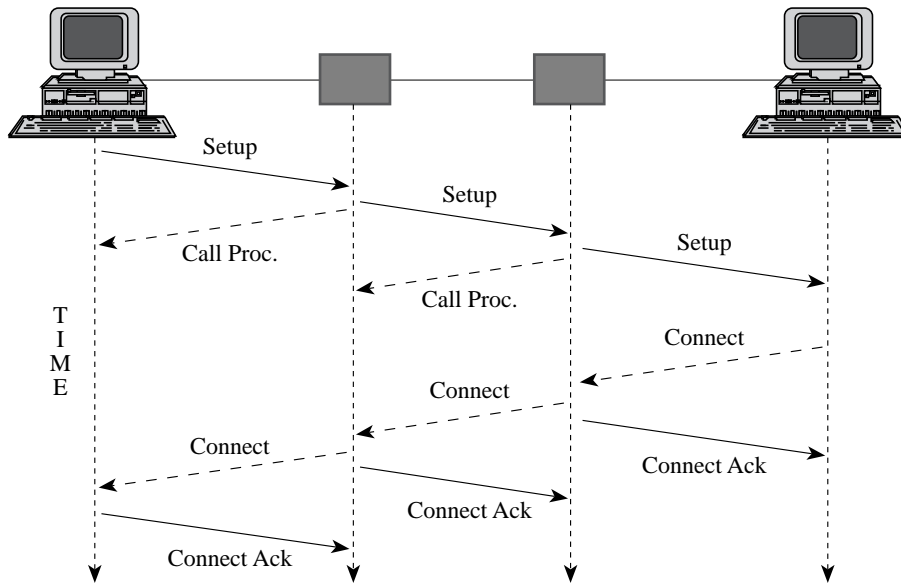 Setup
Setup
Call Proc.
Setup
Call Proc.
T
I
M
E
Connect
Connect
Connect
Connect Ack
Connect Ack
Connect Ack